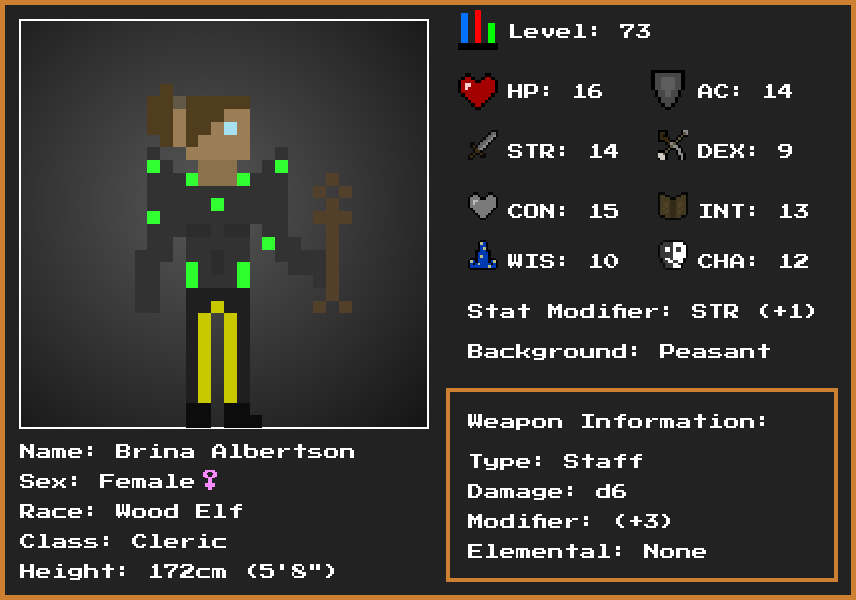 Level: 73
HP: 16
AC: 14
STR: 14
DEX: 9
CON: 15
INT: 13
WIS: 10
CHA: 12
Stat Modifier: STR (+1)
Background: Peasant
Weapon Information:
Type: Staff
Damage: d6
Modifier: (+3)
Elemental: None
Name: Brina Albertson
Sex: Female♀
Race: Wood Elf
Class: Cleric
Height: 172cm (5'8")